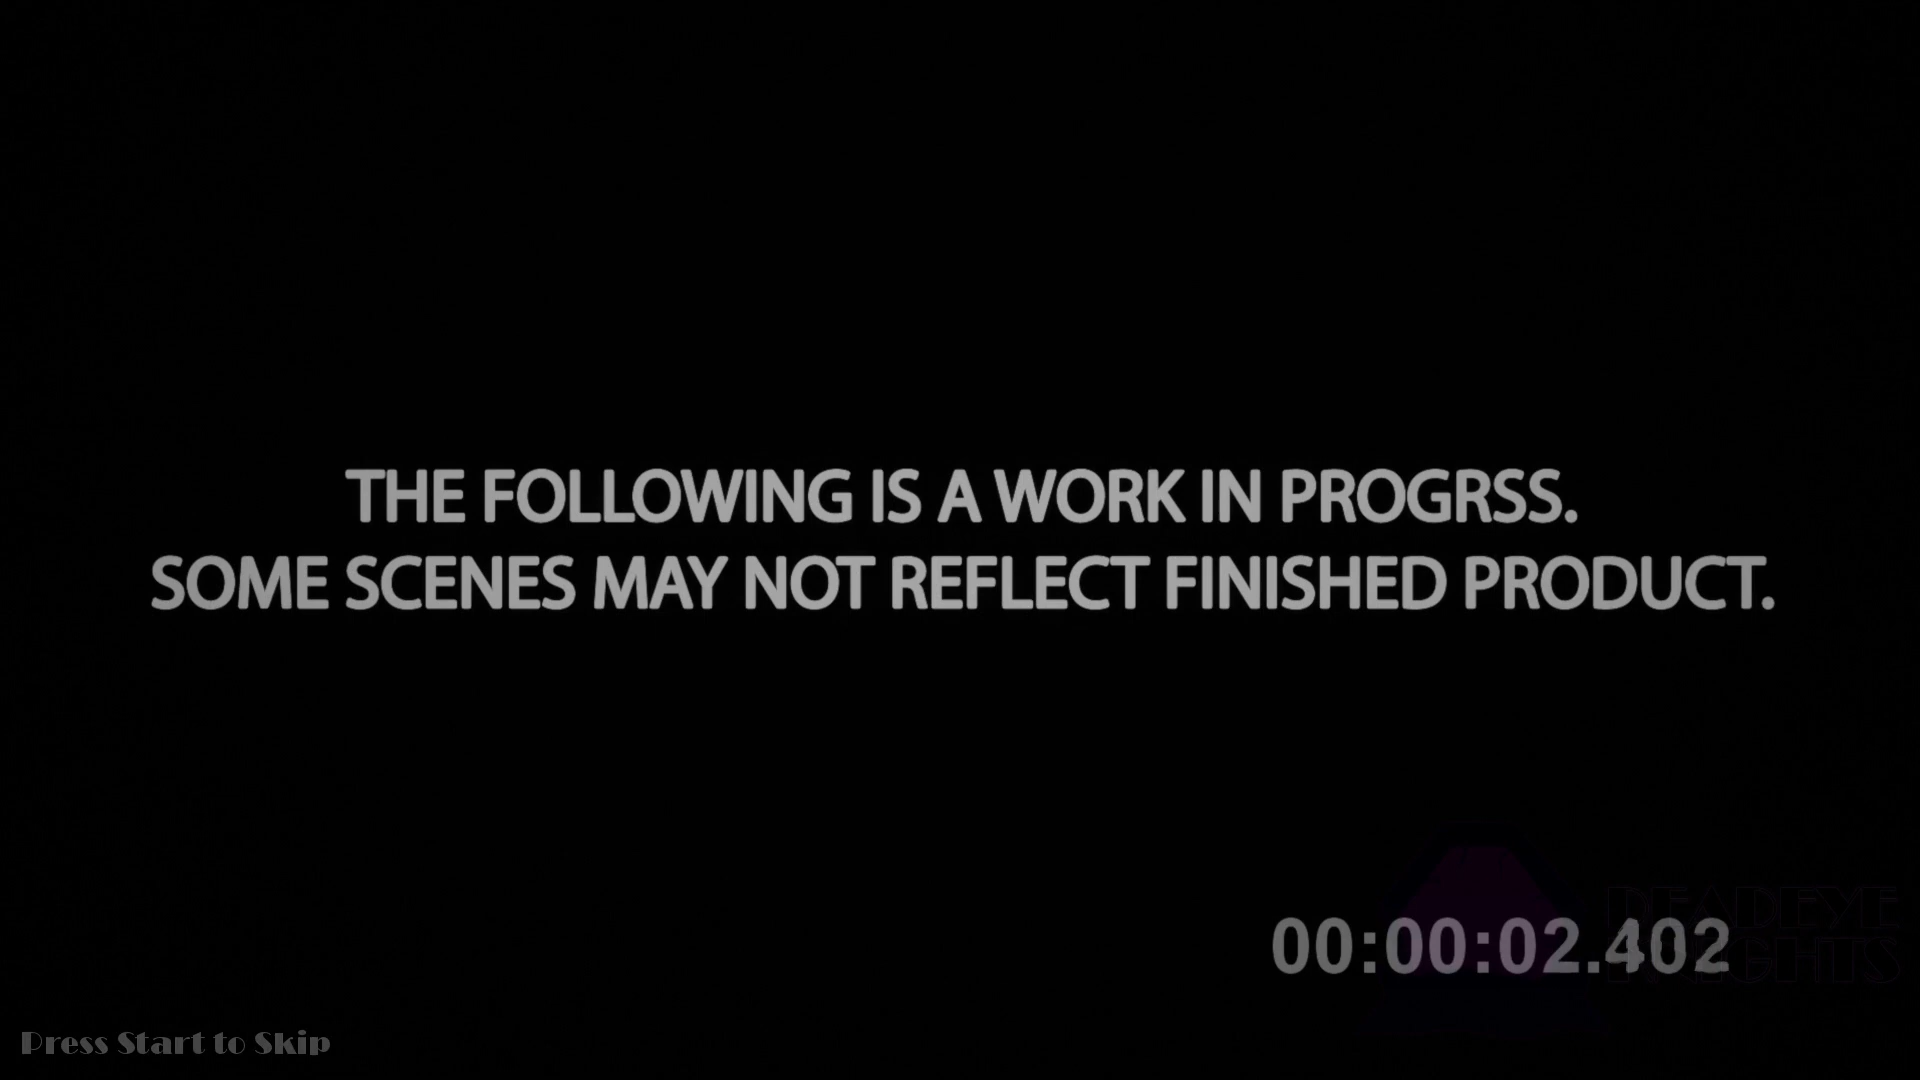 THE FOLLOWING IS A WORK IN PROGRSS.
SOME SCENES MAY NOT REFLECT FINISHED PRODUCT.
DEADEYE
00:00:02.402
Press Start to Skip